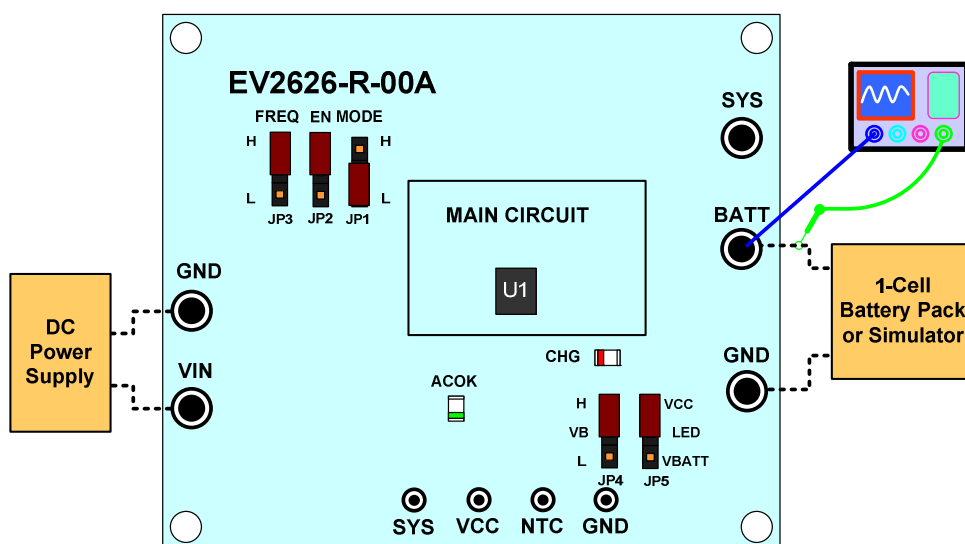 EV2626-R-00A
FREQ EN MODE
H H
L L
JP3 JP2 JP1
SYS
MAIN CIRCUIT
U1
BATT
GND
VIN
DC
Power
Supply
1-Cell
Battery Pack
or Simulator
GND
CHG
ACOK
H VCC
VB LED
L VBATT
JP4 JP5
SYS VCC NTC GND